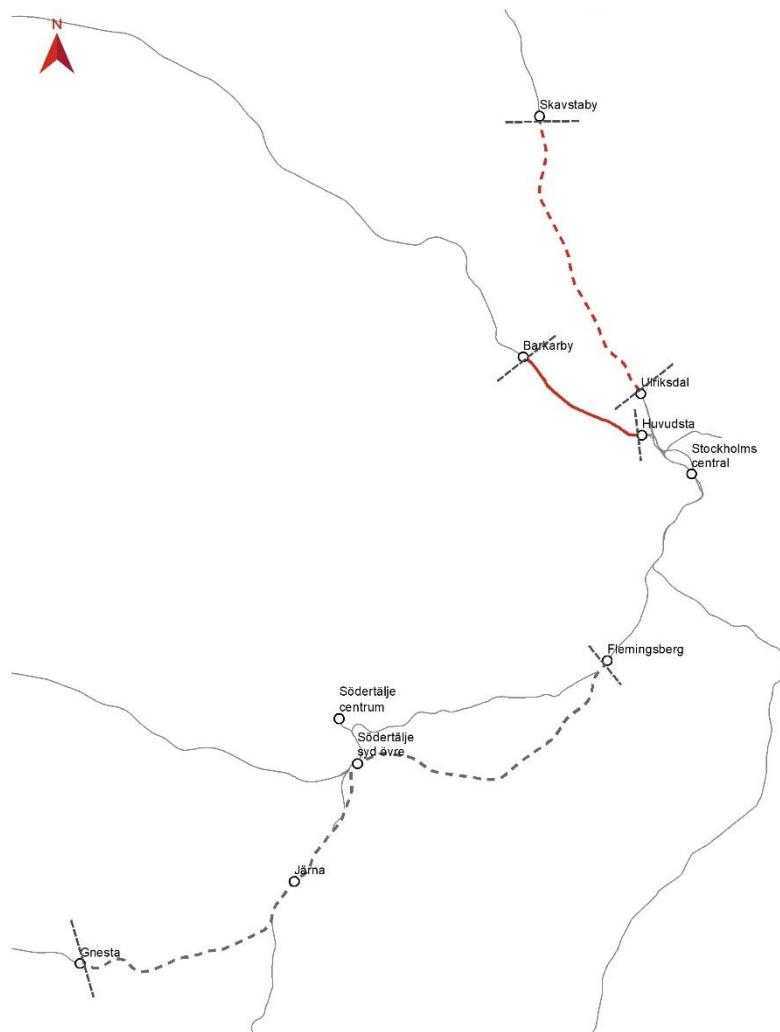 N
Skavstaby
Barkarby
Ulriksdal
Huvudsta
Stockholms
central
Flemingsberg
Södertälje
centrum
Södertälje
syd övre
Järna
Gnesta